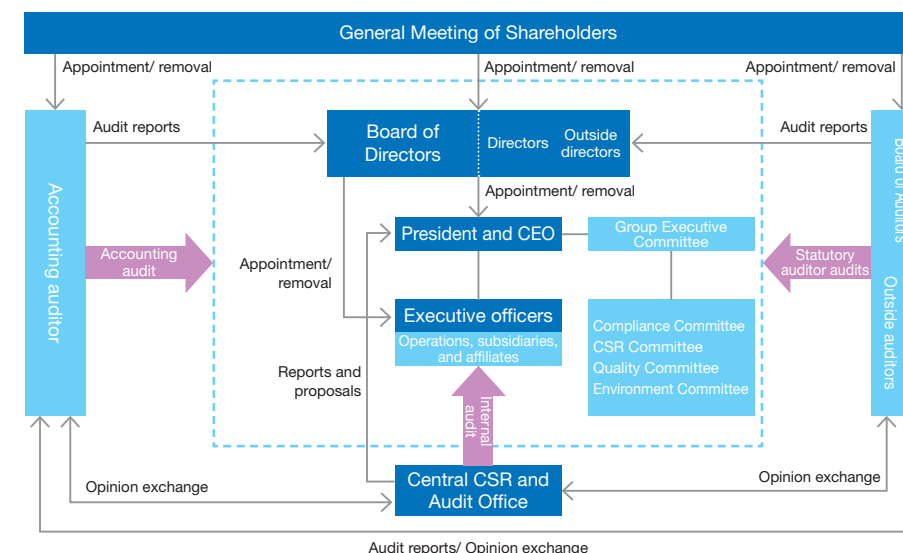 General Meeting of Shareholders
Appointment/ removal
Appointment/ removal
Appointment/ removal
Audit reports
Board of
Directors
Directors
Outside
directors
Audit reports
Board of Auditors
Outside auditors
Accounting auditor
Appointment/ removal
President and CEO
Group Executive
Committee
Accounting
audit
Statutory
auditor audits
Appointment/
removal
Executive officers
Operations, subsidiaries,
and affiliates
Compliance Committee
CSR Committee
Quality Committee
Environment Committee
Reports and
proposals
Internal
audit
Central CSR and
Audit Office
Opinion exchange
Opinion exchange
Audit reports/ Opinion exchange